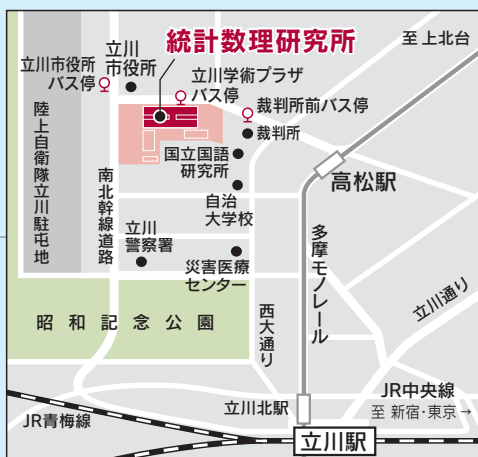 統計数理研究所
至 上北台
立川
市役所
立川市役所
バス停
立川学術プラザ
バス停
裁判所前バス停
裁判所
国立国語
研究所
高松駅
自治
大学校
陸上自衛隊立川駐屯地
南北幹線道路
立川
警察署
災害医療
センター
多摩モノレール
立川通り
西大通り
昭和記念公園
立川北駅
JR中央線
至 新宿・東京→
JR青梅線
立川駅